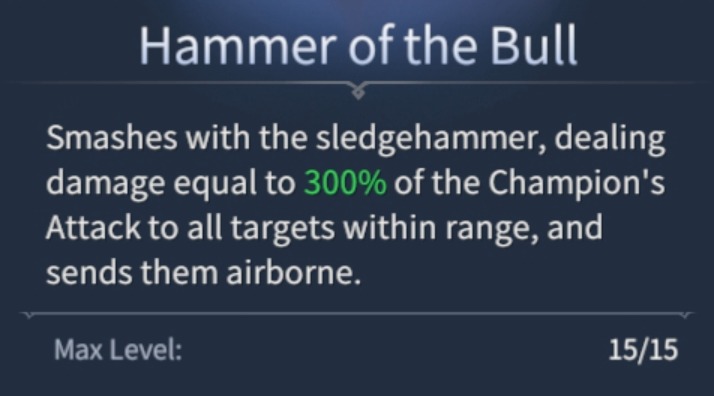 Hammer of the Bull
Smashes with the sledgehammer, dealing
damage equal to 300% of the Champion's
Attack to all targets within range, and
sends them airborne.
Max Level: 15/15